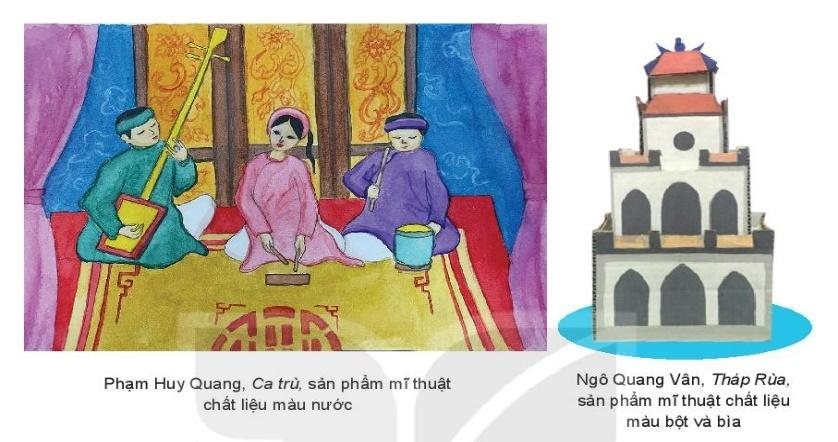 Phạm Huy Quang, Ca trù, sản phẩm mĩ thuật
chất liệu màu nước
Ngô Quang Vân, Tháp Rùa,
sản phẩm mĩ thuật chất liệu
màu bột và bìa